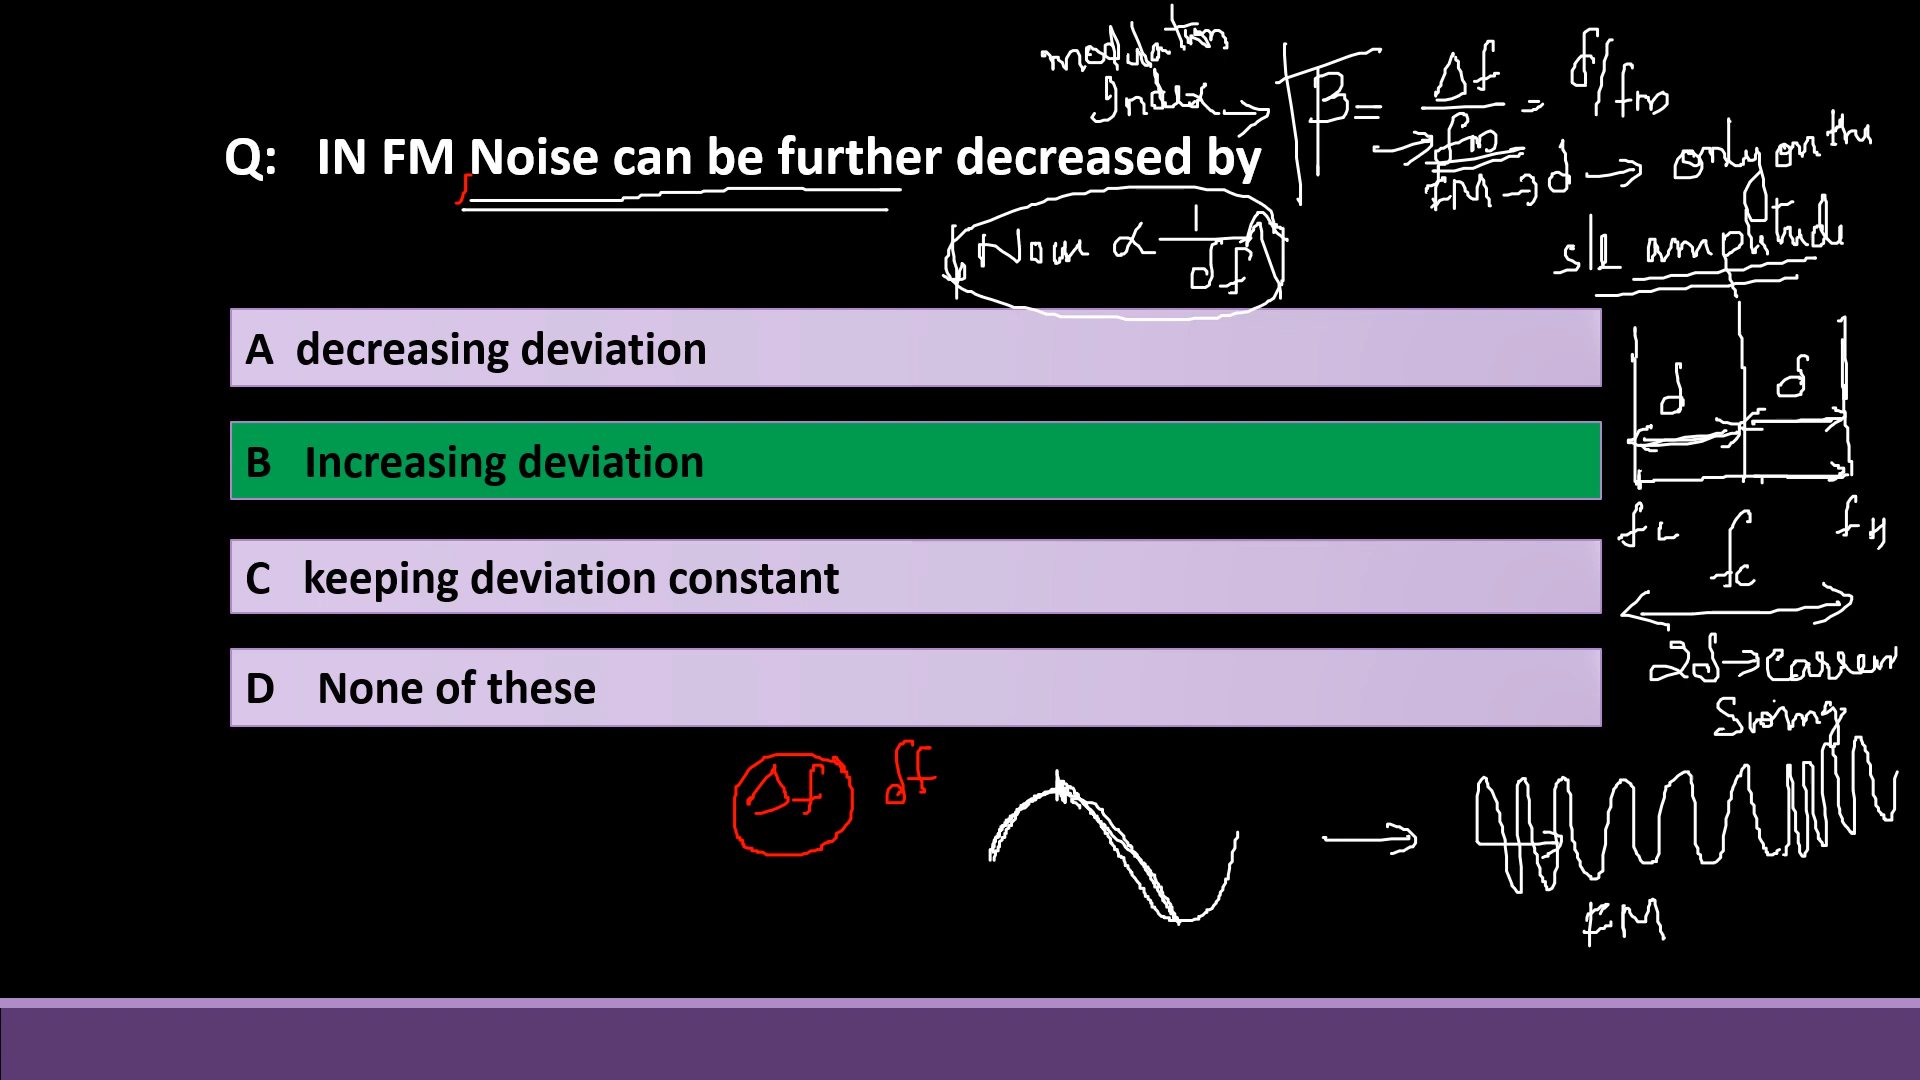 modulation
Index → β = Δf / fm = δ/fm
Q: IN FM Noise can be further decreased by
FM → δ → only on the
s/l amplitude
Noise ∝ 1 / δf
A decreasing deviation
δ δ
B Increasing deviation
fL fc fH
C keeping deviation constant
2δ → carrier
swing
D None of these
Δf δf
FM